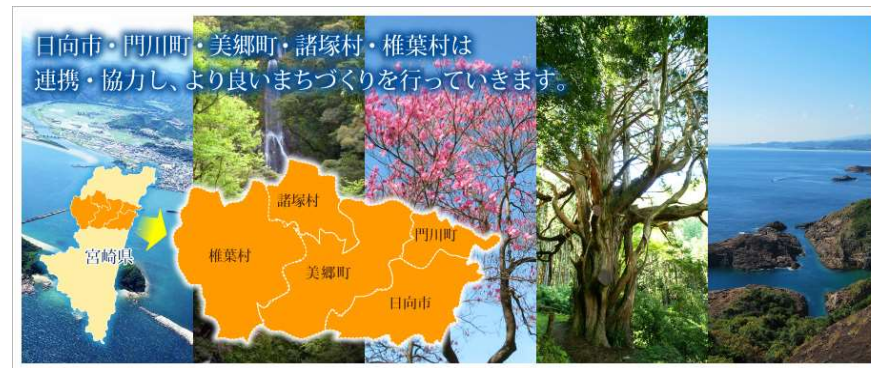 日向市・門川町・美郷町・諸塚村・椎葉村は
連携・協力し、より良いまちづくりを行っていきます。
諸塚村
門川町
椎葉村
宮崎県
美郷町
日向市